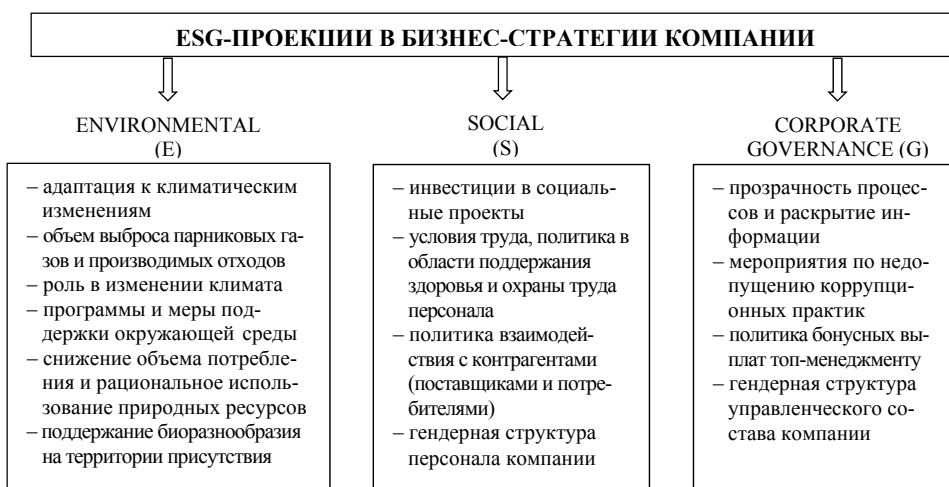 ESG-ПРОЕКЦИИ В БИЗНЕС-СТРАТЕГИИ КОМПАНИИ
ENVIRONMENTAL
(E)
– адаптация к климатическим
изменениям
– объем выброса парниковых га-
зов и производимых отходов
– роль в изменении климата
– программы и меры под-
держки окружающей среды
– снижение объема потребле-
ния и рациональное исполь-
зование природных ресурсов
– поддержание биоразнообразия
на территории присутствия
SOCIAL
(S)
– инвестиции в социаль-
ные проекты
– условия труда, политика в
области поддержания
здоровья и охраны труда
персонала
– политика взаимодей-
ствия с контрагентами
(поставщиками и потре-
бителями)
– гендерная структура
персонала компании
CORPORATE
GOVERNANCE (G)
– прозрачность процес-
сов и раскрытие ин-
формации
– мероприятия по недо-
пущению коррупци-
онных практик
– политика бонусных вы-
плат топ-менеджменту
– гендерная структура
управленческого со-
става компании